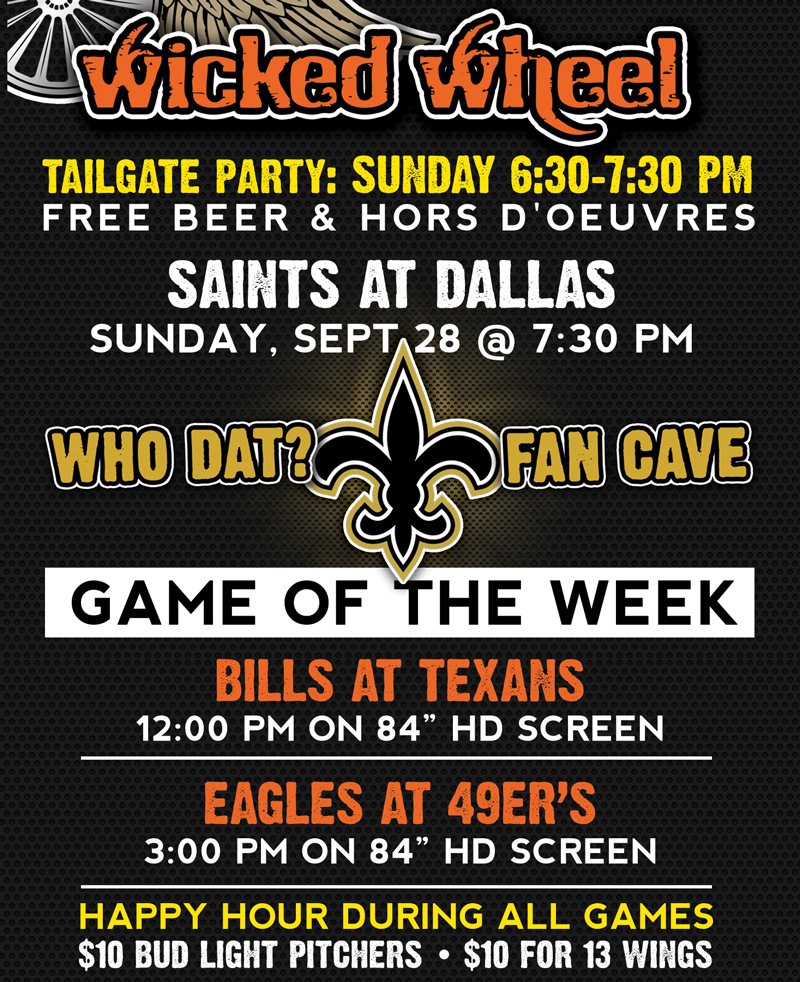 wicked wheel
TAILGATE PARTY: SUNDAY 6:30-7:30 PM
FREE BEER & HORS D'OEUVRES
SAINTS AT DALLAS
SUNDAY, SEPT 28 @ 7:30 PM
WHO DAT? FAN CAVE
GAME OF THE WEEK
BILLS AT TEXANS
12:00 PM ON 84” HD SCREEN
EAGLES AT 49ER’S
3:00 PM ON 84” HD SCREEN
HAPPY HOUR DURING ALL GAMES
$10 BUD LIGHT PITCHERS • $10 FOR 13 WINGS